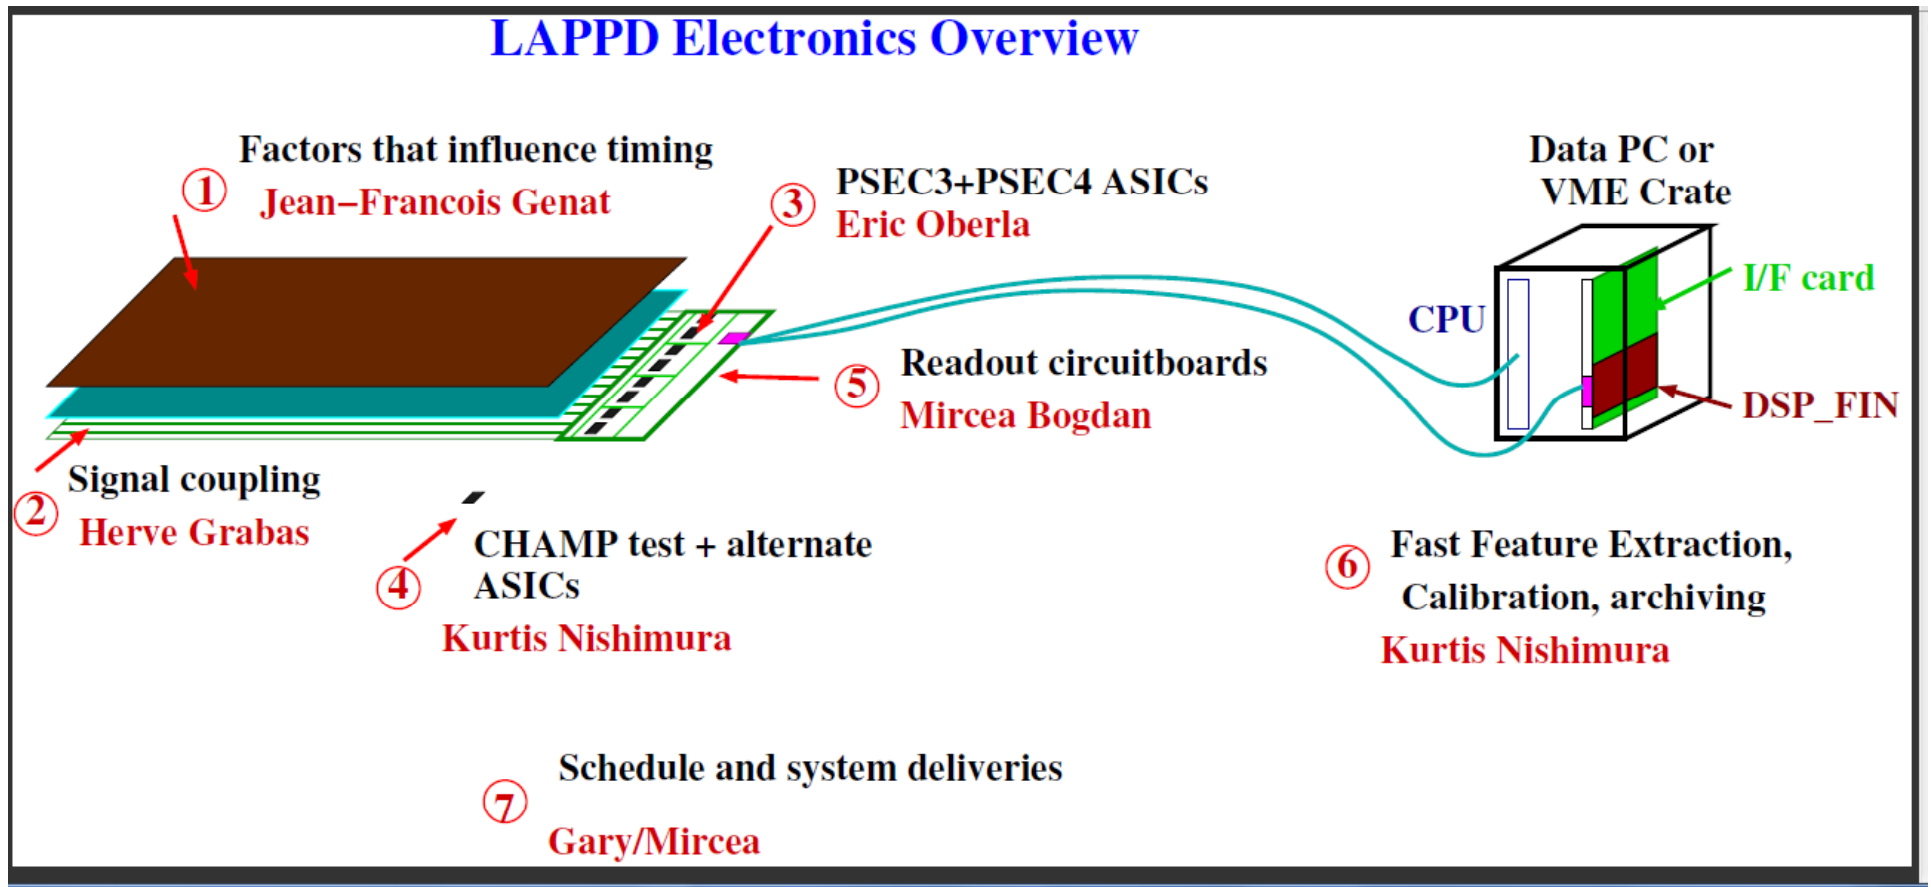 LAPPD Electronics Overview
Factors that influence timing
1
Jean-Francois Genat
3
PSEC3+PSEC4 ASICs
Eric Oberla
Data PC or
VME Crate
I/F card
CPU
DSP_FIN
5
Readout circuitboards
Mircea Bogdan
2
Signal coupling
Herve Grabas
4
CHAMP test + alternate
ASICs
Kurtis Nishimura
6
Fast Feature Extraction,
Calibration, archiving
Kurtis Nishimura
7
Schedule and system deliveries
Gary/Mircea